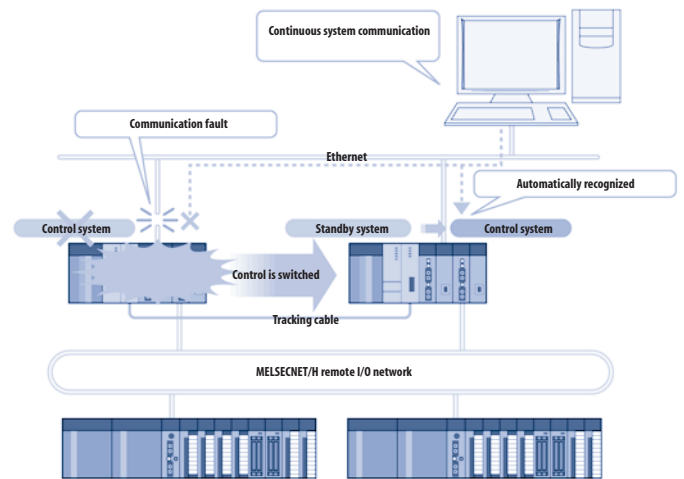 Continuous system communication
Communication fault
Ethernet
Automatically recognized
Control system
Standby system
Control system
Control is switched
Tracking cable
MELSECNET/H remote I/O network